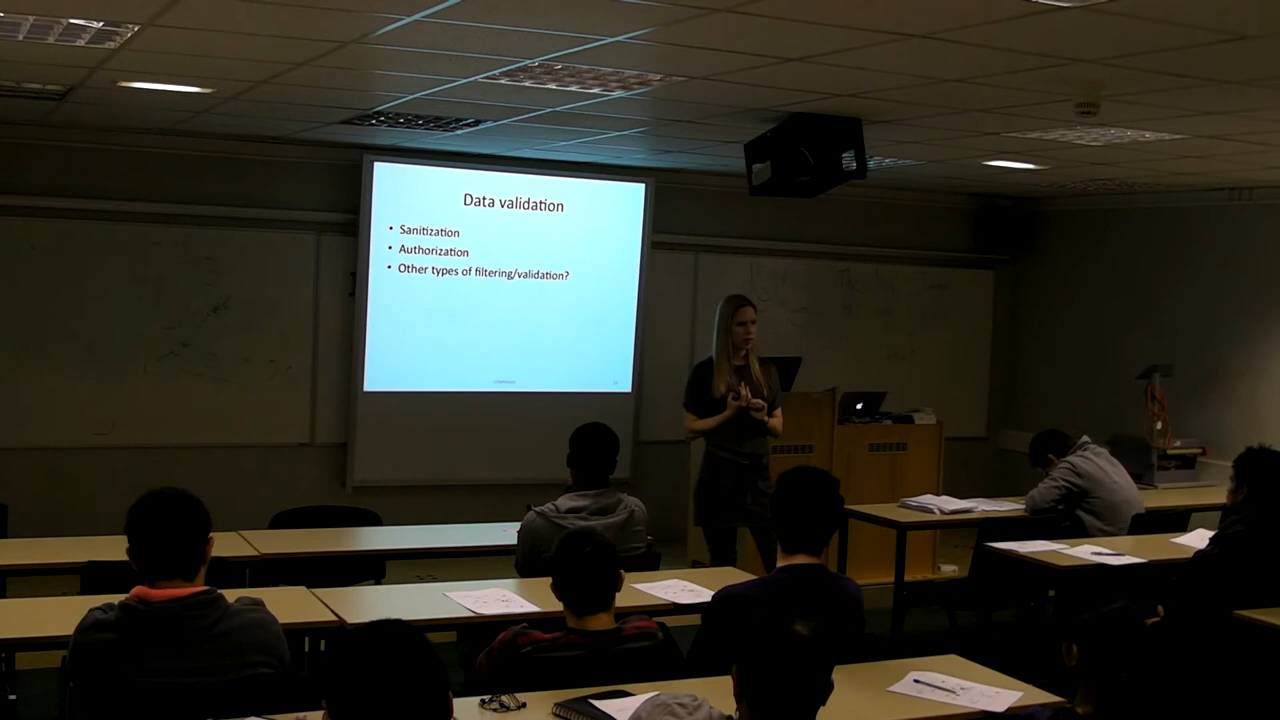 Data validation
• Sanitization
• Authorization
• Other types of filtering/validation?